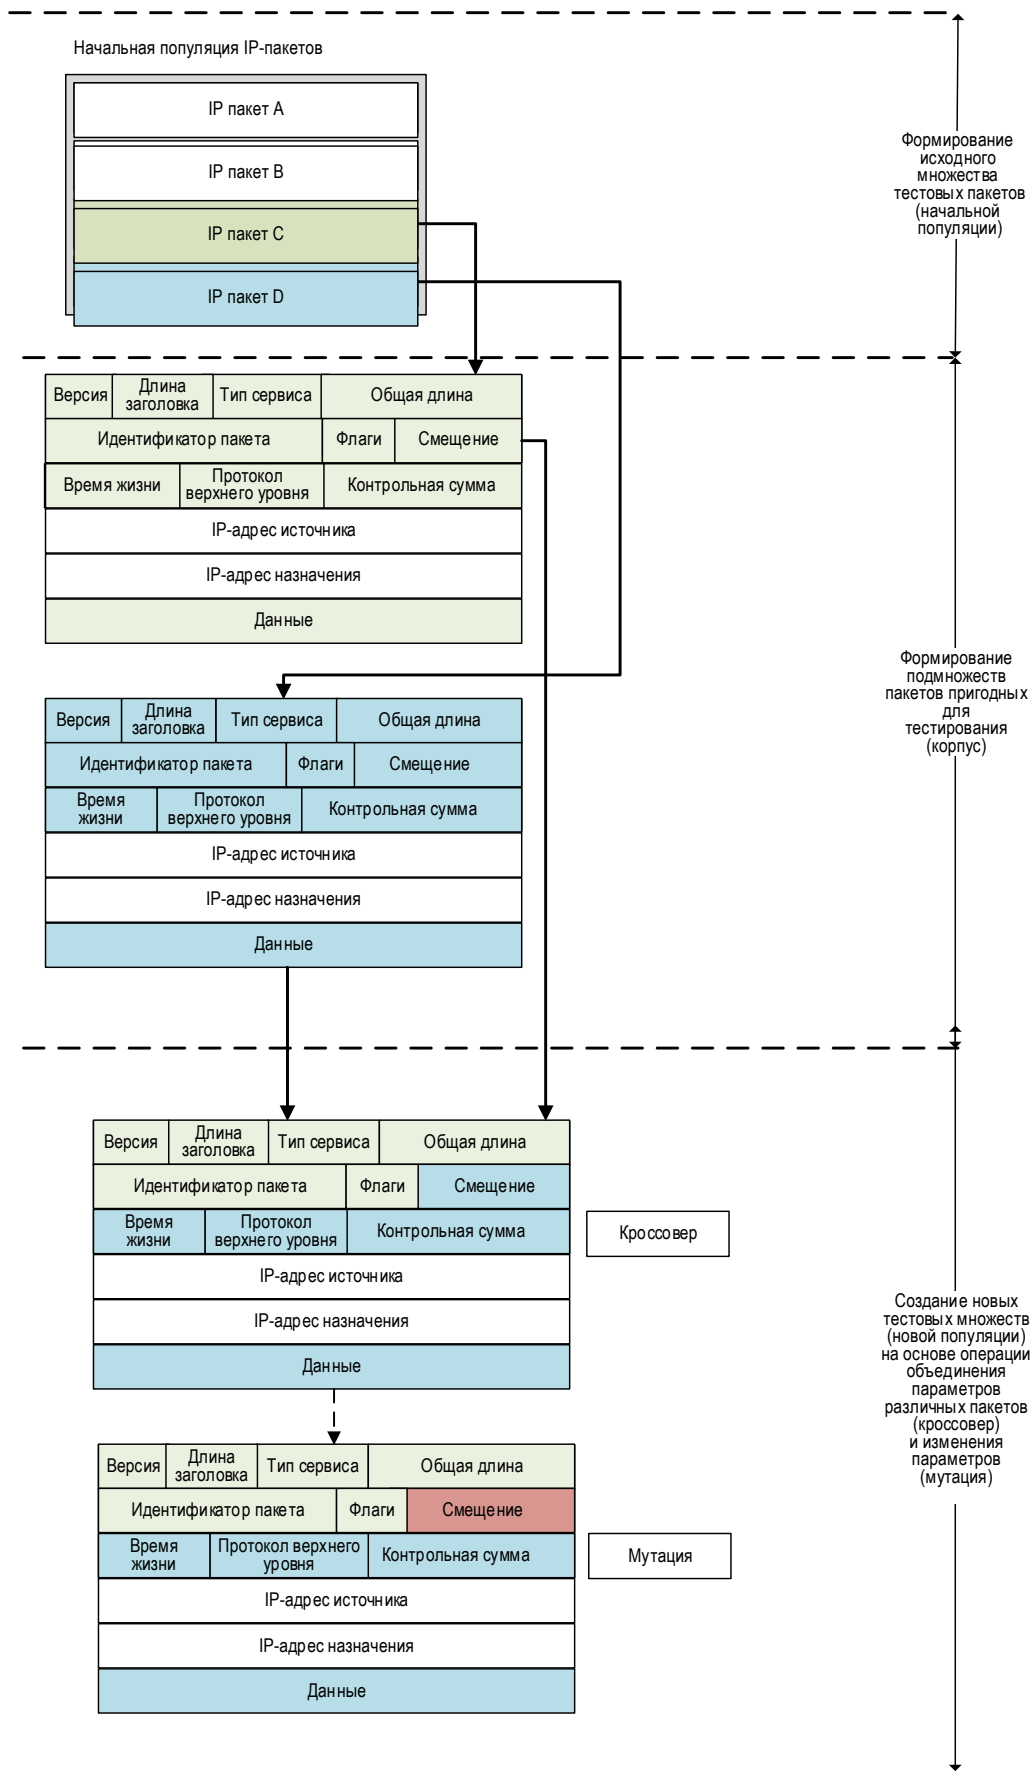 Начальная популяция IP-пакетов
IP пакет A
IP пакет B
IP пакет C
IP пакет D
Формирование
исходного
множества
тестовых пакетов
(начальной
популяции)
Версия
Длина
заголовка
Тип сервиса
Общая длина
Идентификатор пакета
Флаги
Смещение
Время жизни
Протокол
верхнего уровня
Контрольная сумма
IP-адрес источника
IP-адрес назначения
Данные
Версия
Длина
заголовка
Тип сервиса
Общая длина
Идентификатор пакета
Флаги
Смещение
Время
жизни
Протокол
верхнего уровня
Контрольная сумма
IP-адрес источника
IP-адрес назначения
Данные
Формирование
подмножеств
пакетов пригодных
для
тестирования
(корпус)
Версия
Длина
заголовка
Тип сервиса
Общая длина
Идентификатор пакета
Флаги
Смещение
Время
жизни
Протокол
верхнего уровня
Контрольная сумма
IP-адрес источника
IP-адрес назначения
Данные
Кроссовер
Версия
Длина
заголовка
Тип сервиса
Общая длина
Идентификатор пакета
Флаги
Смещение
Время
жизни
Протокол верхнего
уровня
Контрольная сумма
IP-адрес источника
IP-адрес назначения
Данные
Мутация
Создание новых
тестовых множеств
(новой популяции)
на основе операции
объединения
параметров
различных пакетов
(кроссовер)
и изменения
параметров
(мутация)